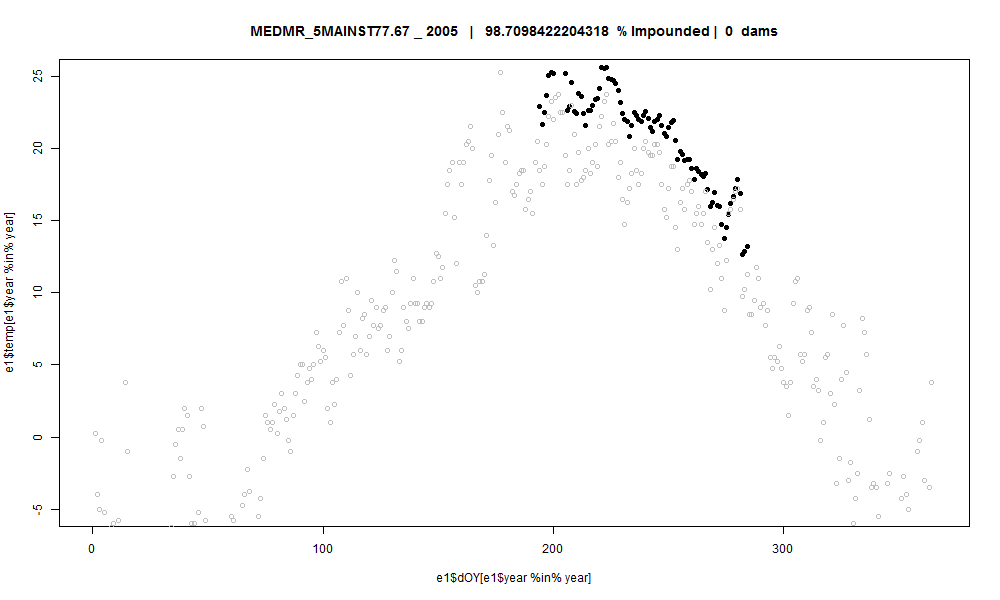 MEDMR_5MAINST77.67 _ 2005 | 98.7098422204318 % Impounded | 0 dams
25
20
15
10
5
0
-5
e1$temp[e1$year %in% year]
0 100 200 300
e1$dOY[e1$year %in% year]